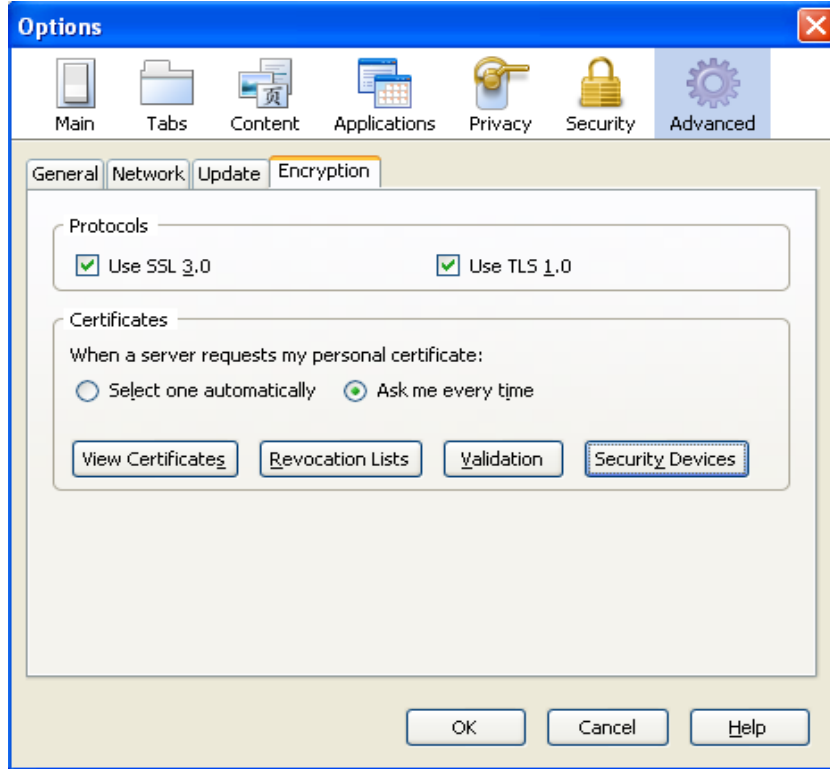 Options
页
Main Tabs Content Applications Privacy Security Advanced
General Network Update Encryption
Protocols
Use SSL 3.0 Use TLS 1.0
Certificates
When a server requests my personal certificate:
Select one automatically Ask me every time
View Certificates Revocation Lists Validation Security Devices
OK Cancel Help